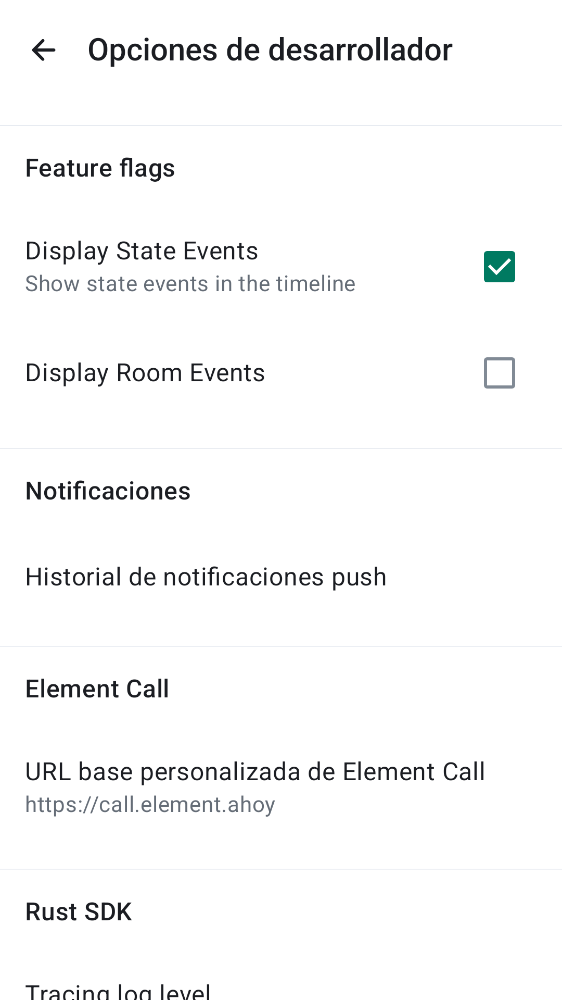 Opciones de desarrollador
Feature flags
Display State Events
Show state events in the timeline
Display Room Events
Notificaciones
Historial de notificaciones push
Element Call
URL base personalizada de Element Call
https://call.element.ahoy
Rust SDK
Tracing log level